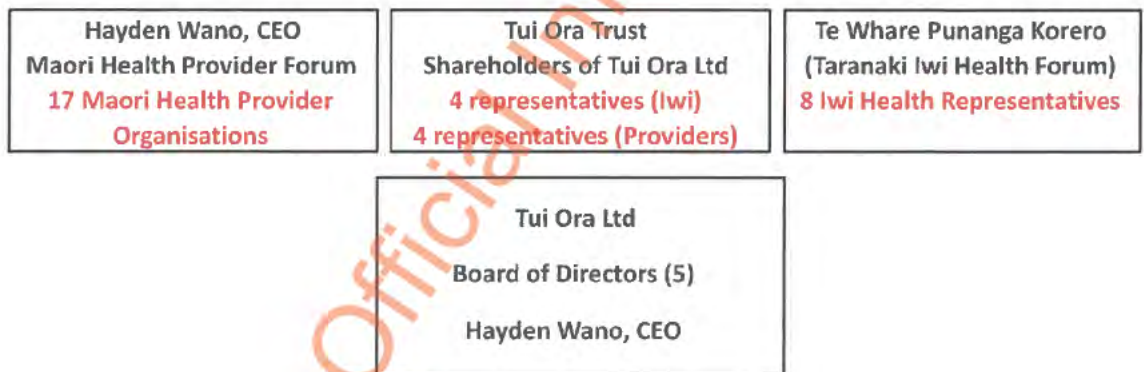 Hayden Wano, CEO
Maori Health Provider Forum
17 Maori Health Provider
Organisations
Tui Ora Trust
Shareholders of Tui Ora Ltd
4 representatives (Iwi)
4 representatives (Providers)
Te Whare Punanga Korero
(Taranaki Iwi Health Forum)
8 Iwi Health Representatives
Tui Ora Ltd
Board of Directors (5)
Hayden Wano, CEO
Official In